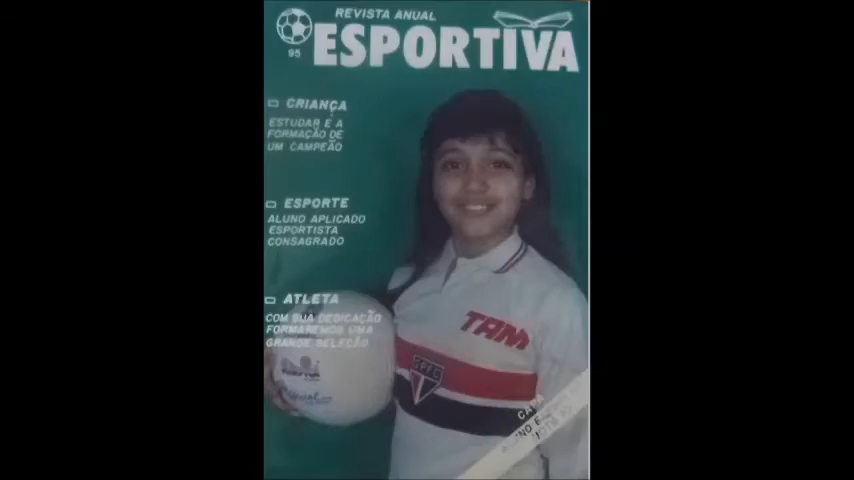 REVISTA ANUAL
ESPORTIVA
95
CRIANÇA
ESTUDAR É A
FORMAÇÃO DE
UM CAMPEÃO
ESPORTE
ALUNO APLICADO
ESPORTISTA
CONSAGRADO
ATLETA
COM SUA DEDICAÇÃO
FORMAREMOS UMA
GRANDE SELEÇÃO
TAM
SPFC